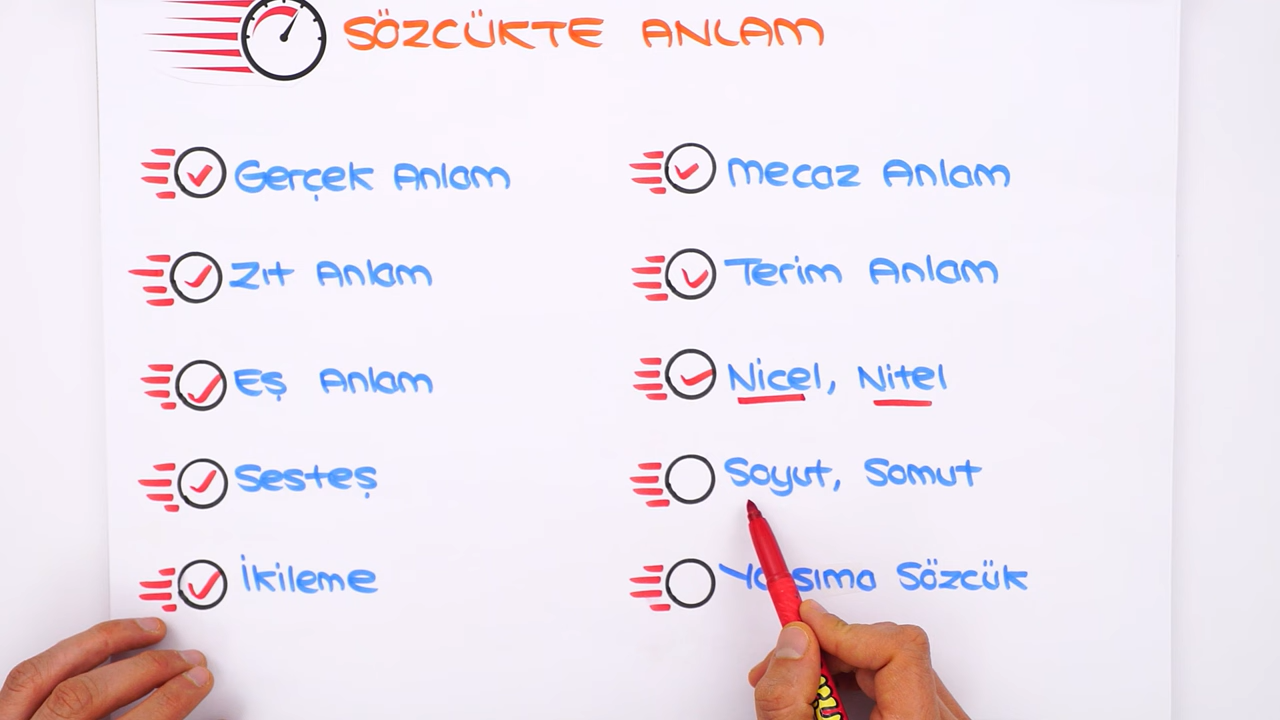 SÖZCÜKTE ANLAM
Gerçek Anlam
Zıt Anlam
Eş Anlam
Sesteş
İkileme
Mecaz Anlam
Terim Anlam
Nicel, Nitel
Soyut, Somut
Sözcük